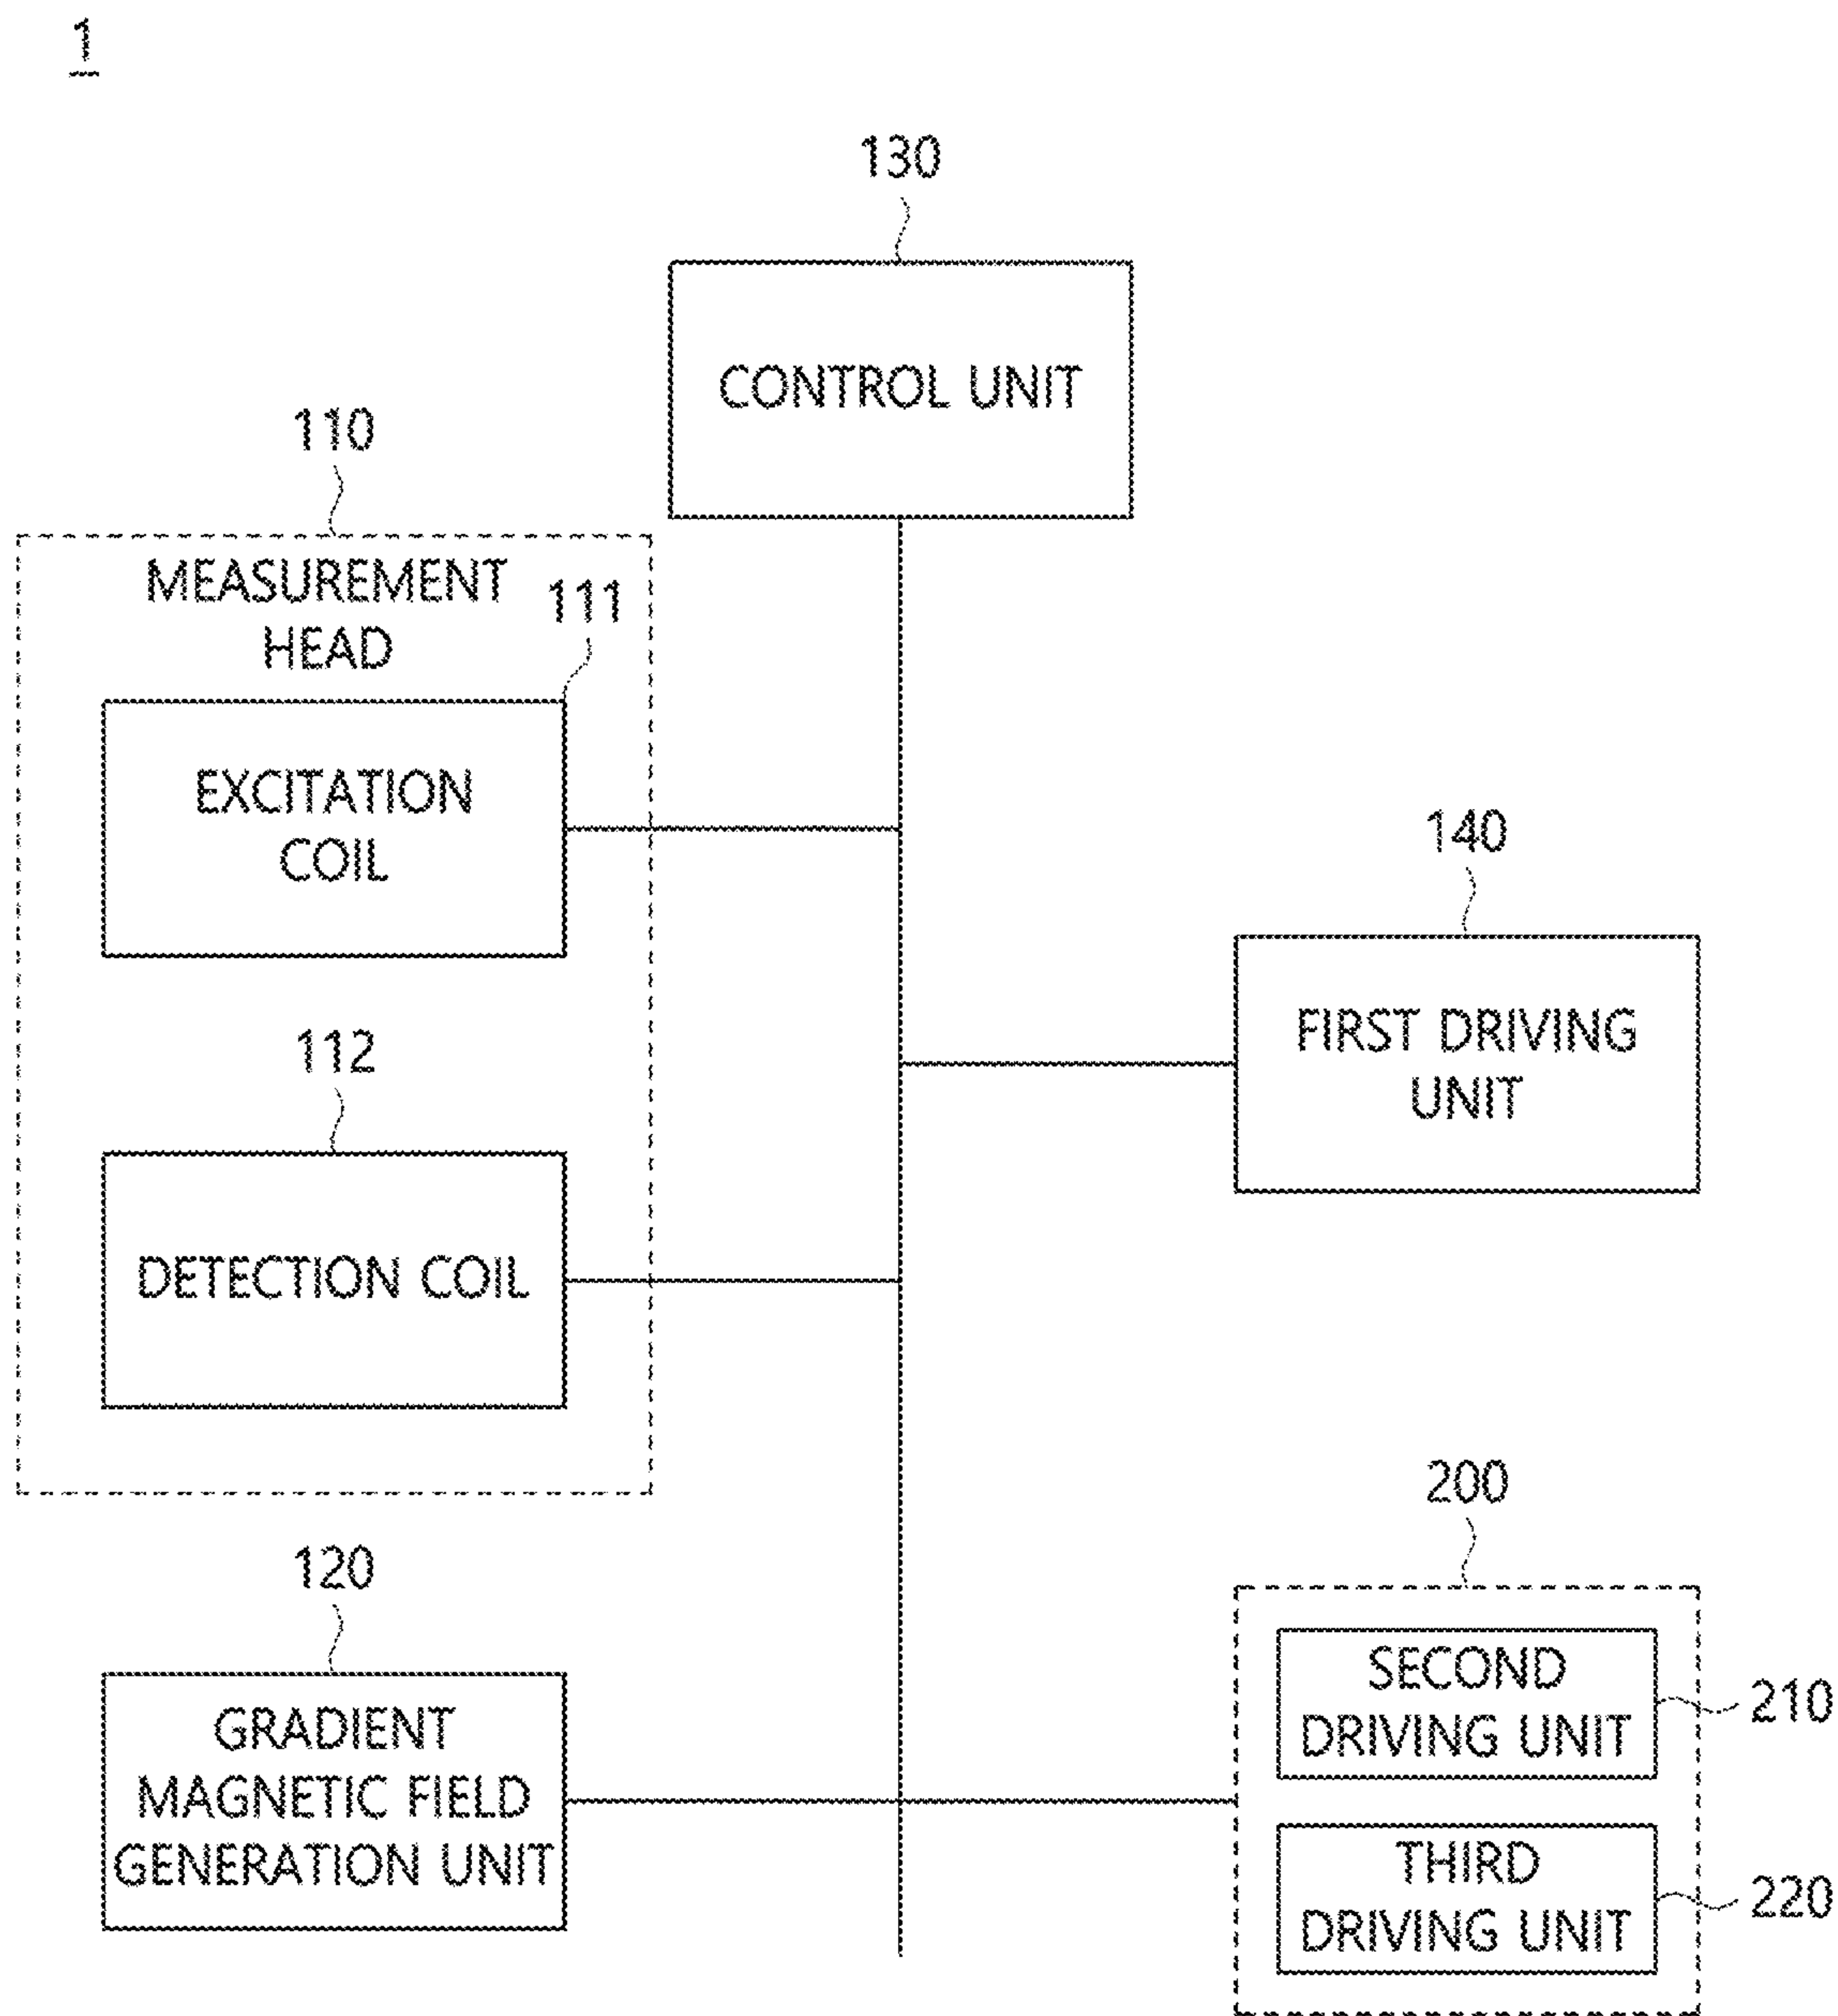 1
130
CONTROL UNIT
110
MEASUREMENT
HEAD
111
EXCITATION
COIL
140
FIRST DRIVING
UNIT
112
DETECTION COIL
200
SECOND
DRIVING UNIT
210
THIRD
DRIVING UNIT
220
120
GRADIENT
MAGNETIC FIELD
GENERATION UNIT